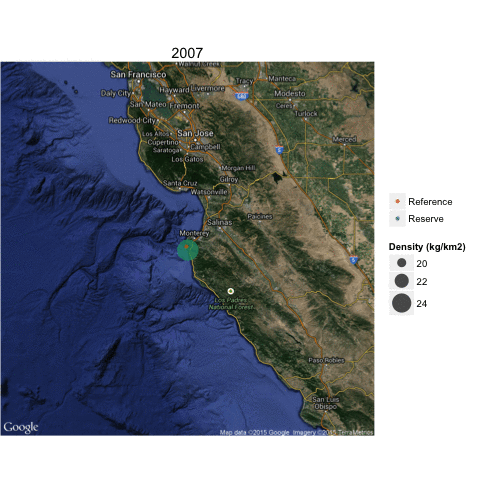 2007
Walnut Creek
San Francisco
Tracy
Manteca
Daly City
Hayward
Livermore
580
Modesto
San Mateo
Fremont
Ceres
Turlock
Redwood City
Los Altos
San Jose
Merced
Cupertino
Campbell
5
Saratoga
Los Gatos
Morgan Hill
Santa Cruz
Gilroy
Watsonville
Salinas
Paicines
Monterey
5
Los Padres
National Forest
Paso Robles
San Luis
Obispo
Google
Map data ©2015 Google Imagery ©2015 TerraMetrics
Reference
Reserve
Density (kg/km2)
20
22
24